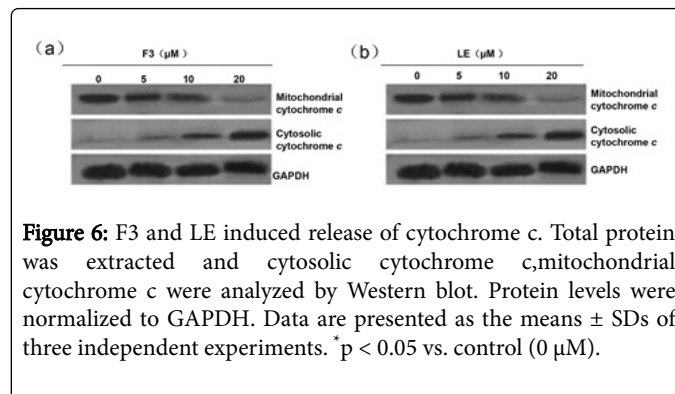 (a)
F3 (μM)
0 5 10 20
Mitochondrial
cytochrome c
Cytosolic
cytochrome c
GAPDH
(b)
LE (μM)
0 5 10 20
Mitochondrial
cytochrome c
Cytosolic
cytochrome c
GAPDH
Figure 6: F3 and LE induced release of cytochrome c. Total protein
was extracted and cytosolic cytochrome c,mitochondrial
cytochrome c were analyzed by Western blot. Protein levels were
normalized to GAPDH. Data are presented as the means ± SDs of
three independent experiments. *p < 0.05 vs. control (0 μM).